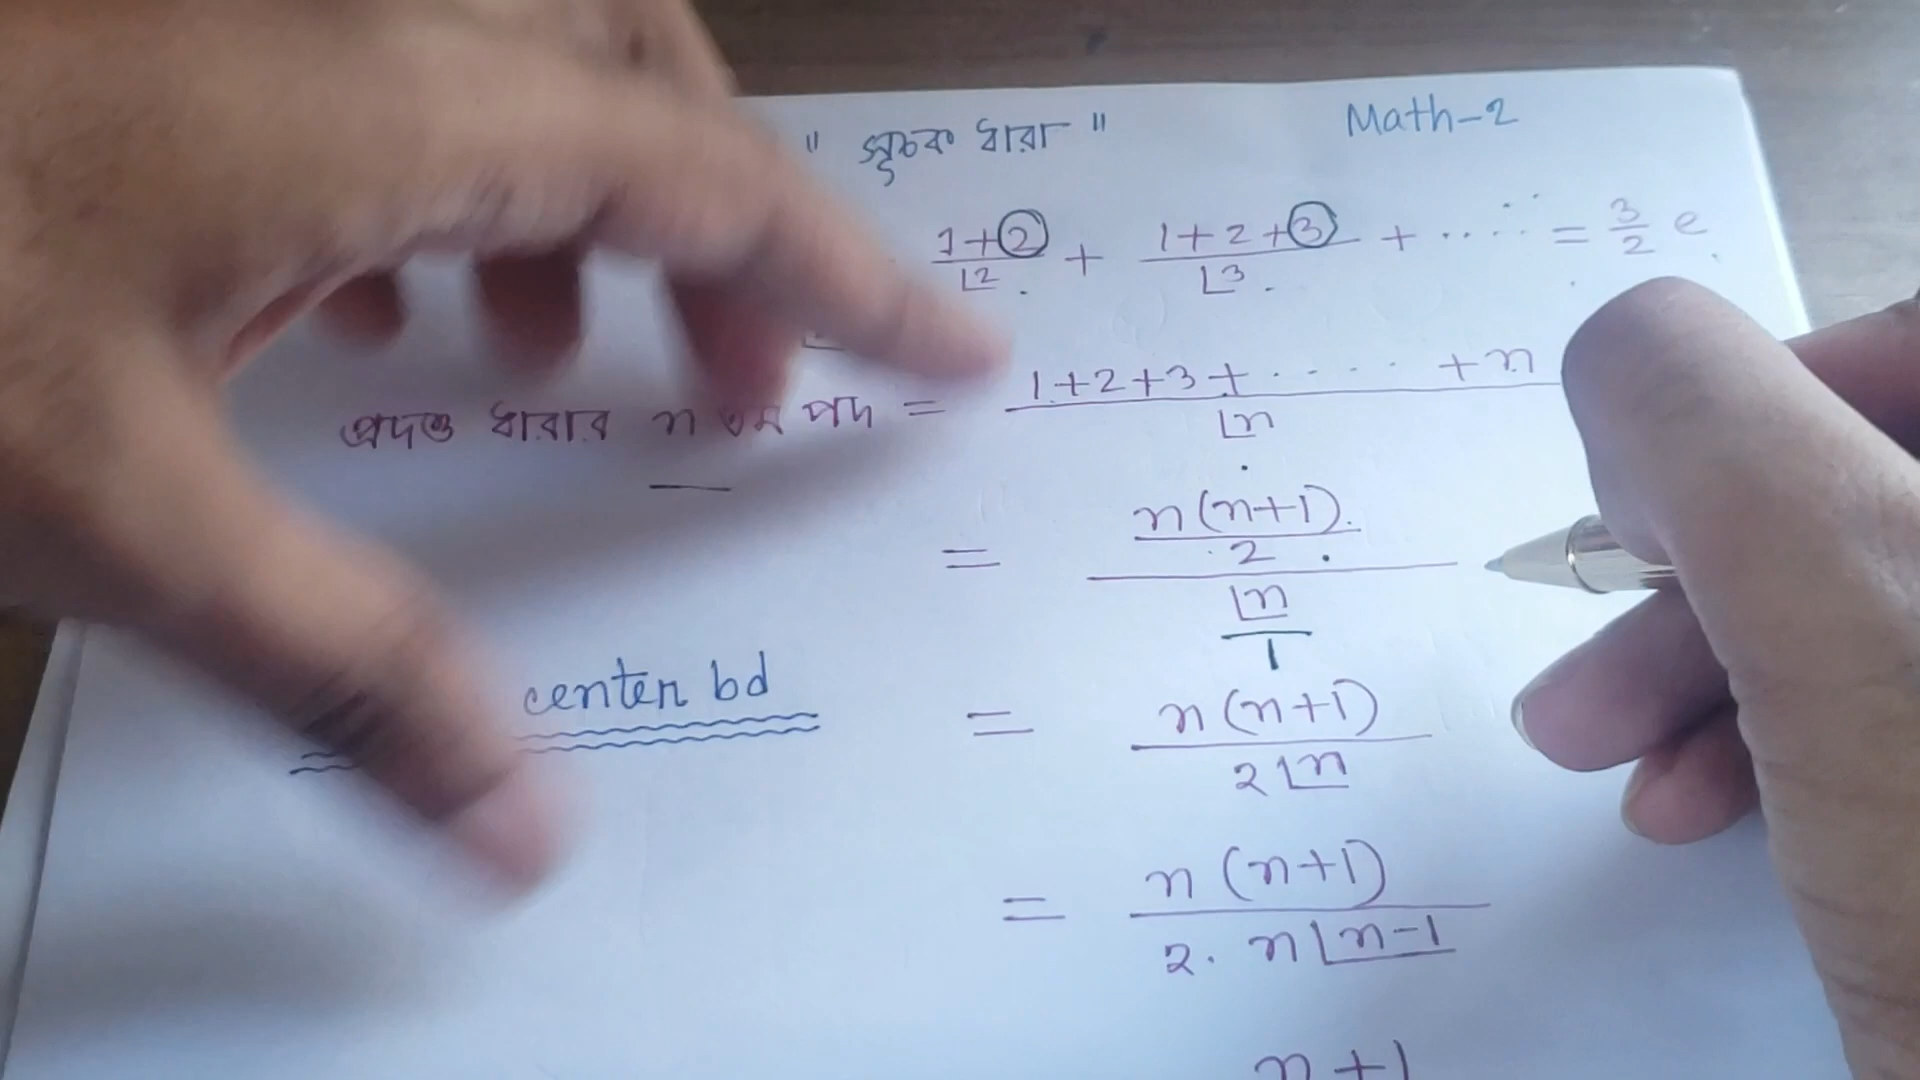 " সূচক ধারা " Math-2
1+2/⌊2 + 1+2+3/⌊3 + ..... = 3/2 e
প্রদত্ত ধারার n তম পদ = 1+2+3+ ..... +n/⌊n
= n(n+1)/2 / ⌊n/1
center bd
= n(n+1)/2⌊n
= n(n+1)/2. n⌊n-1
n+1